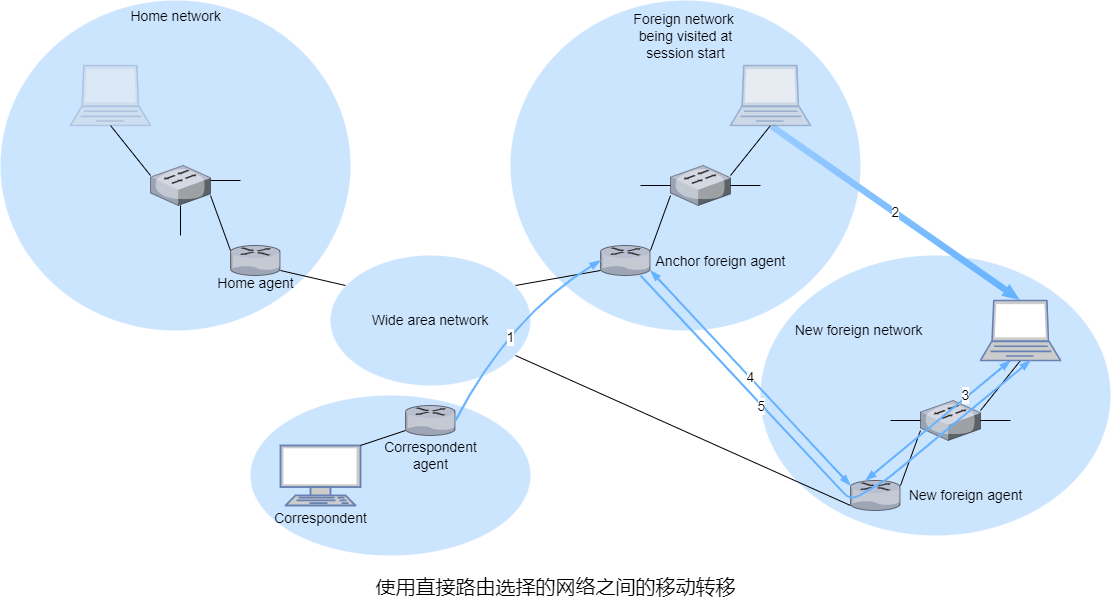 Home network
Foreign network
being visited at
session start
2
Home agent
Anchor foreign agent
Wide area network
1
New foreign network
4
5
3
Correspondent
agent
New foreign agent
Correspondent
使用直接路由选择的网络之间的移动转移